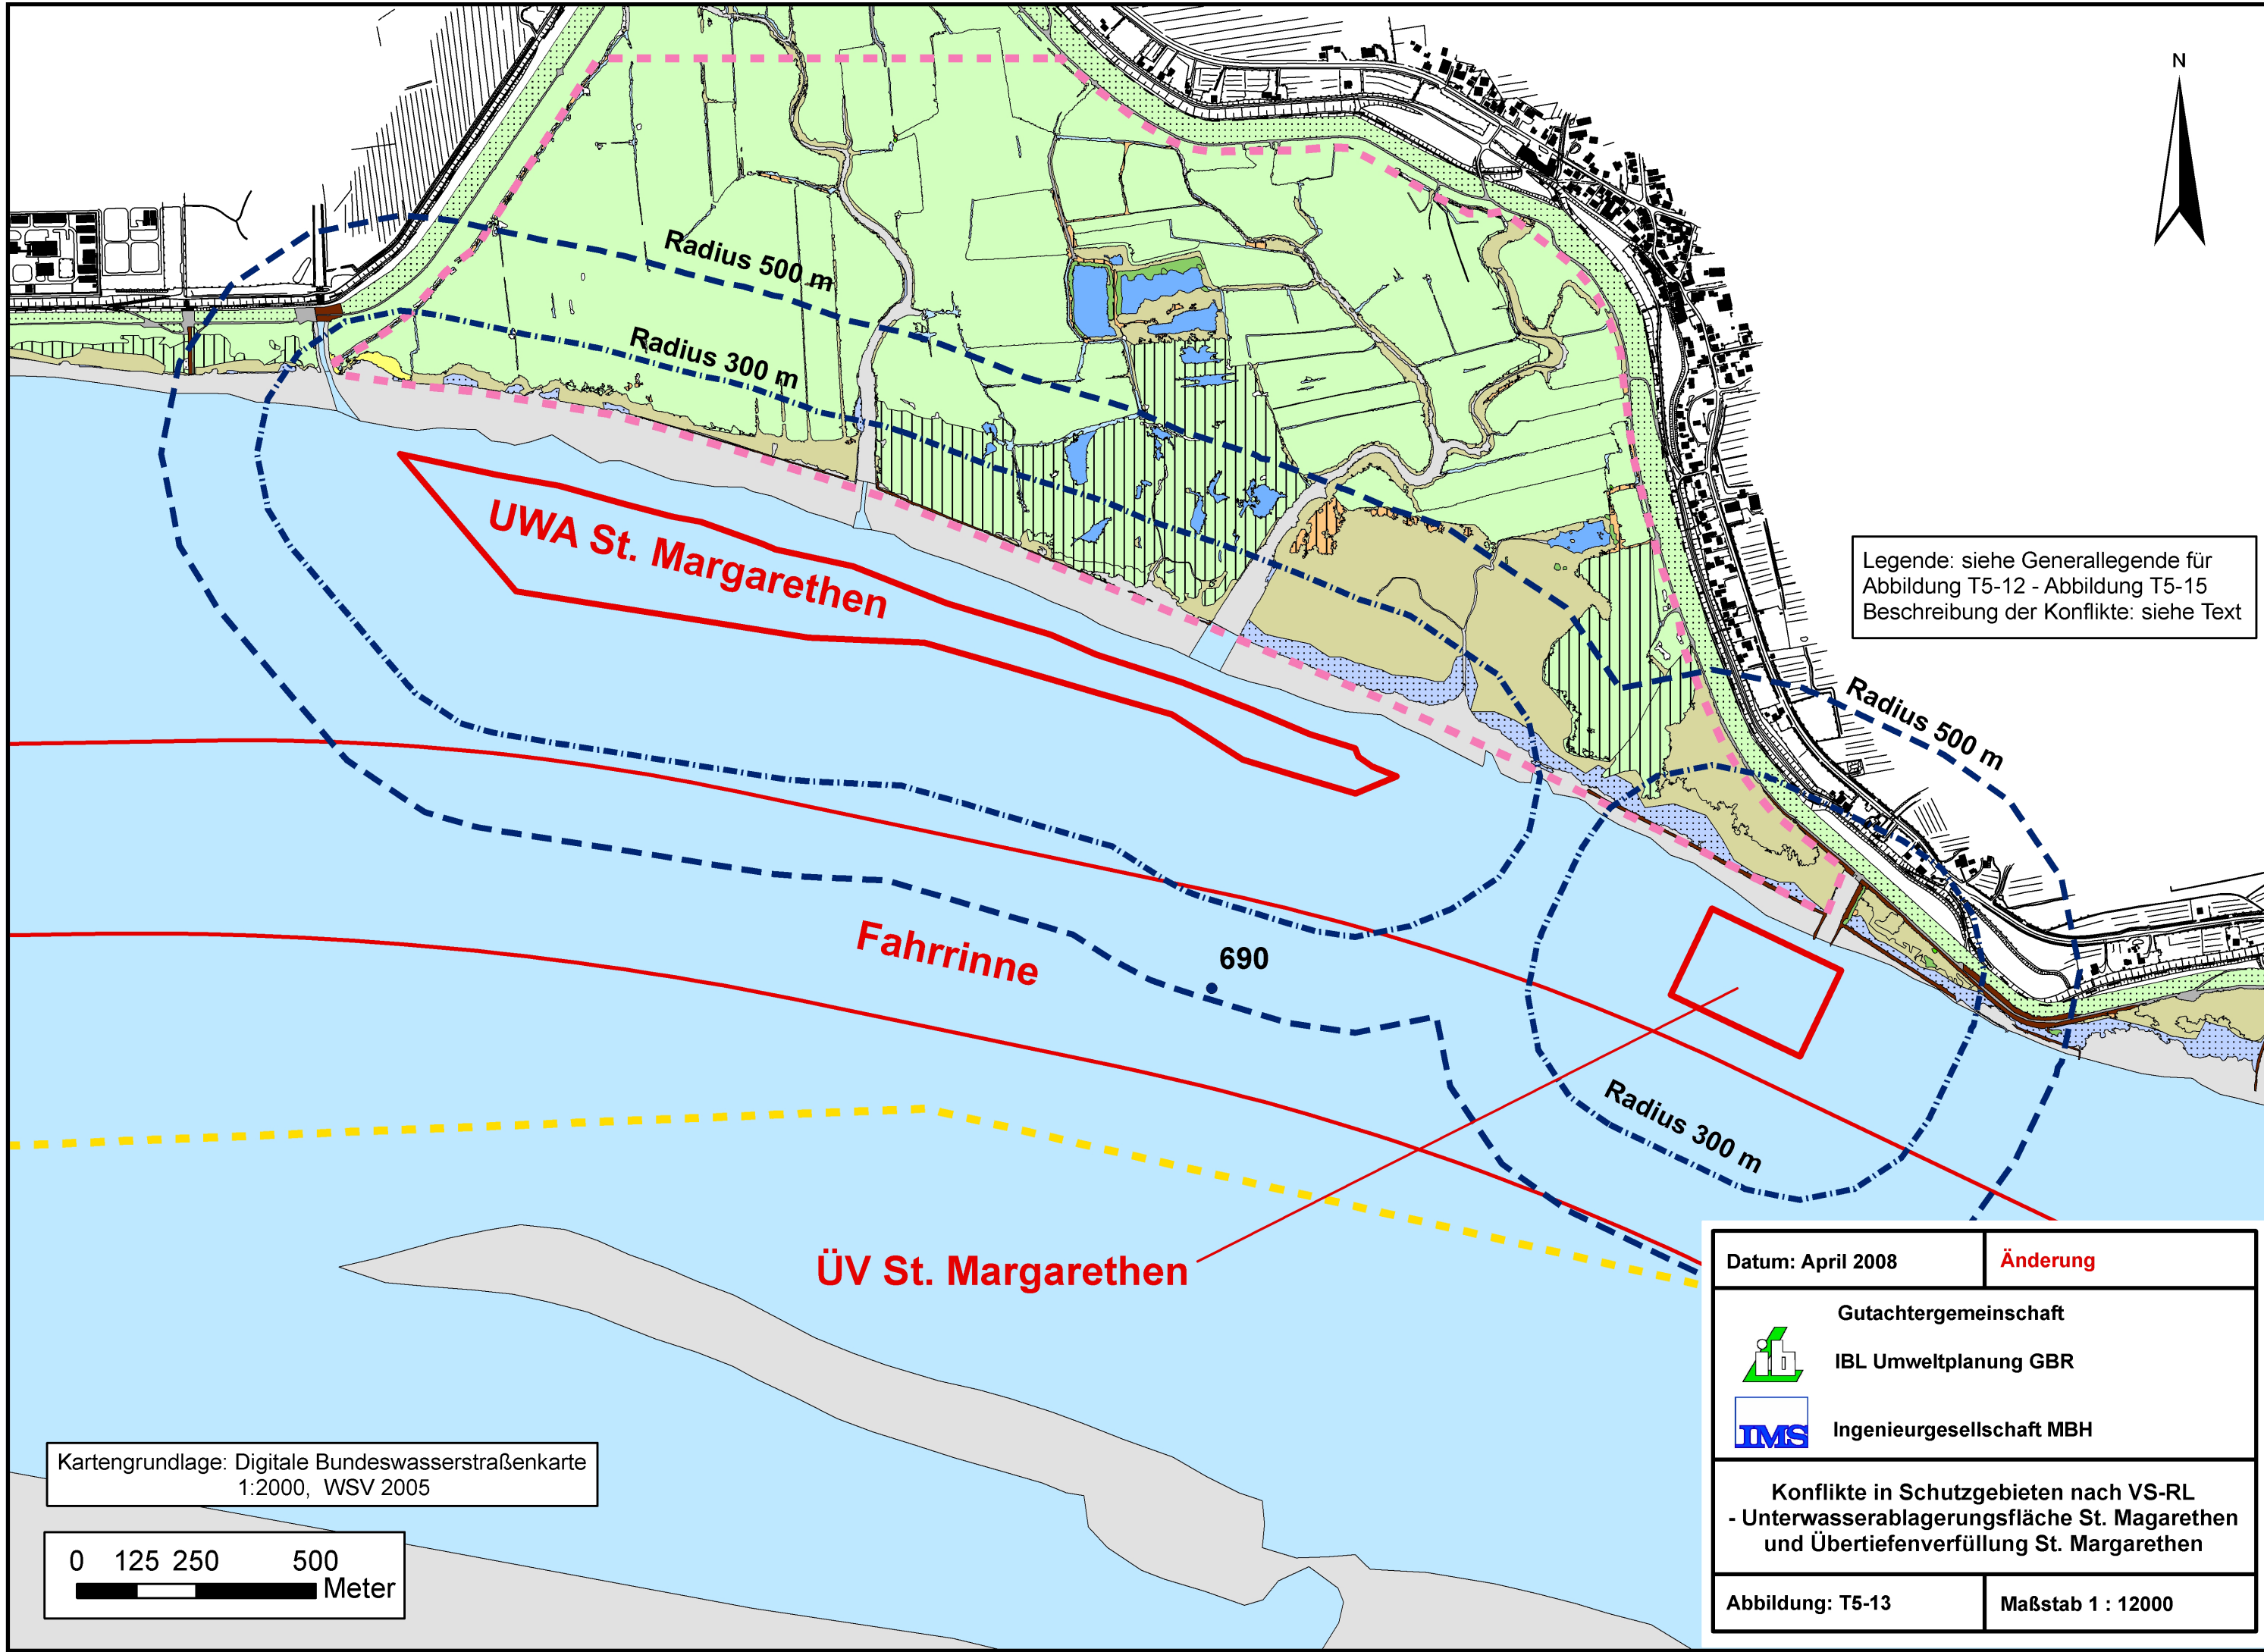 N
Radius 500 m
Radius 300 m
UWA St. Margarethen
Legende: siehe Generallegende für
Abbildung T5-12 - Abbildung T5-15
Beschreibung der Konflikte: siehe Text
Radius 500 m
Fahrrinne
690
Radius 300 m
ÜV St. Margarethen
Datum: April 2008
Änderung
Gutachtergemeinschaft
ib
IBL Umweltplanung GBR
IMS
Ingenieurgesellschaft MBH
Konflikte in Schutzgebieten nach VS-RL
- Unterwasserablagerungsfläche St. Magarethen
und Übertiefenverfüllung St. Margarethen
Abbildung: T5-13
Maßstab 1 : 12000
Kartengrundlage: Digitale Bundeswasserstraßenkarte
1:2000, WSV 2005
0 125 250 500
Meter